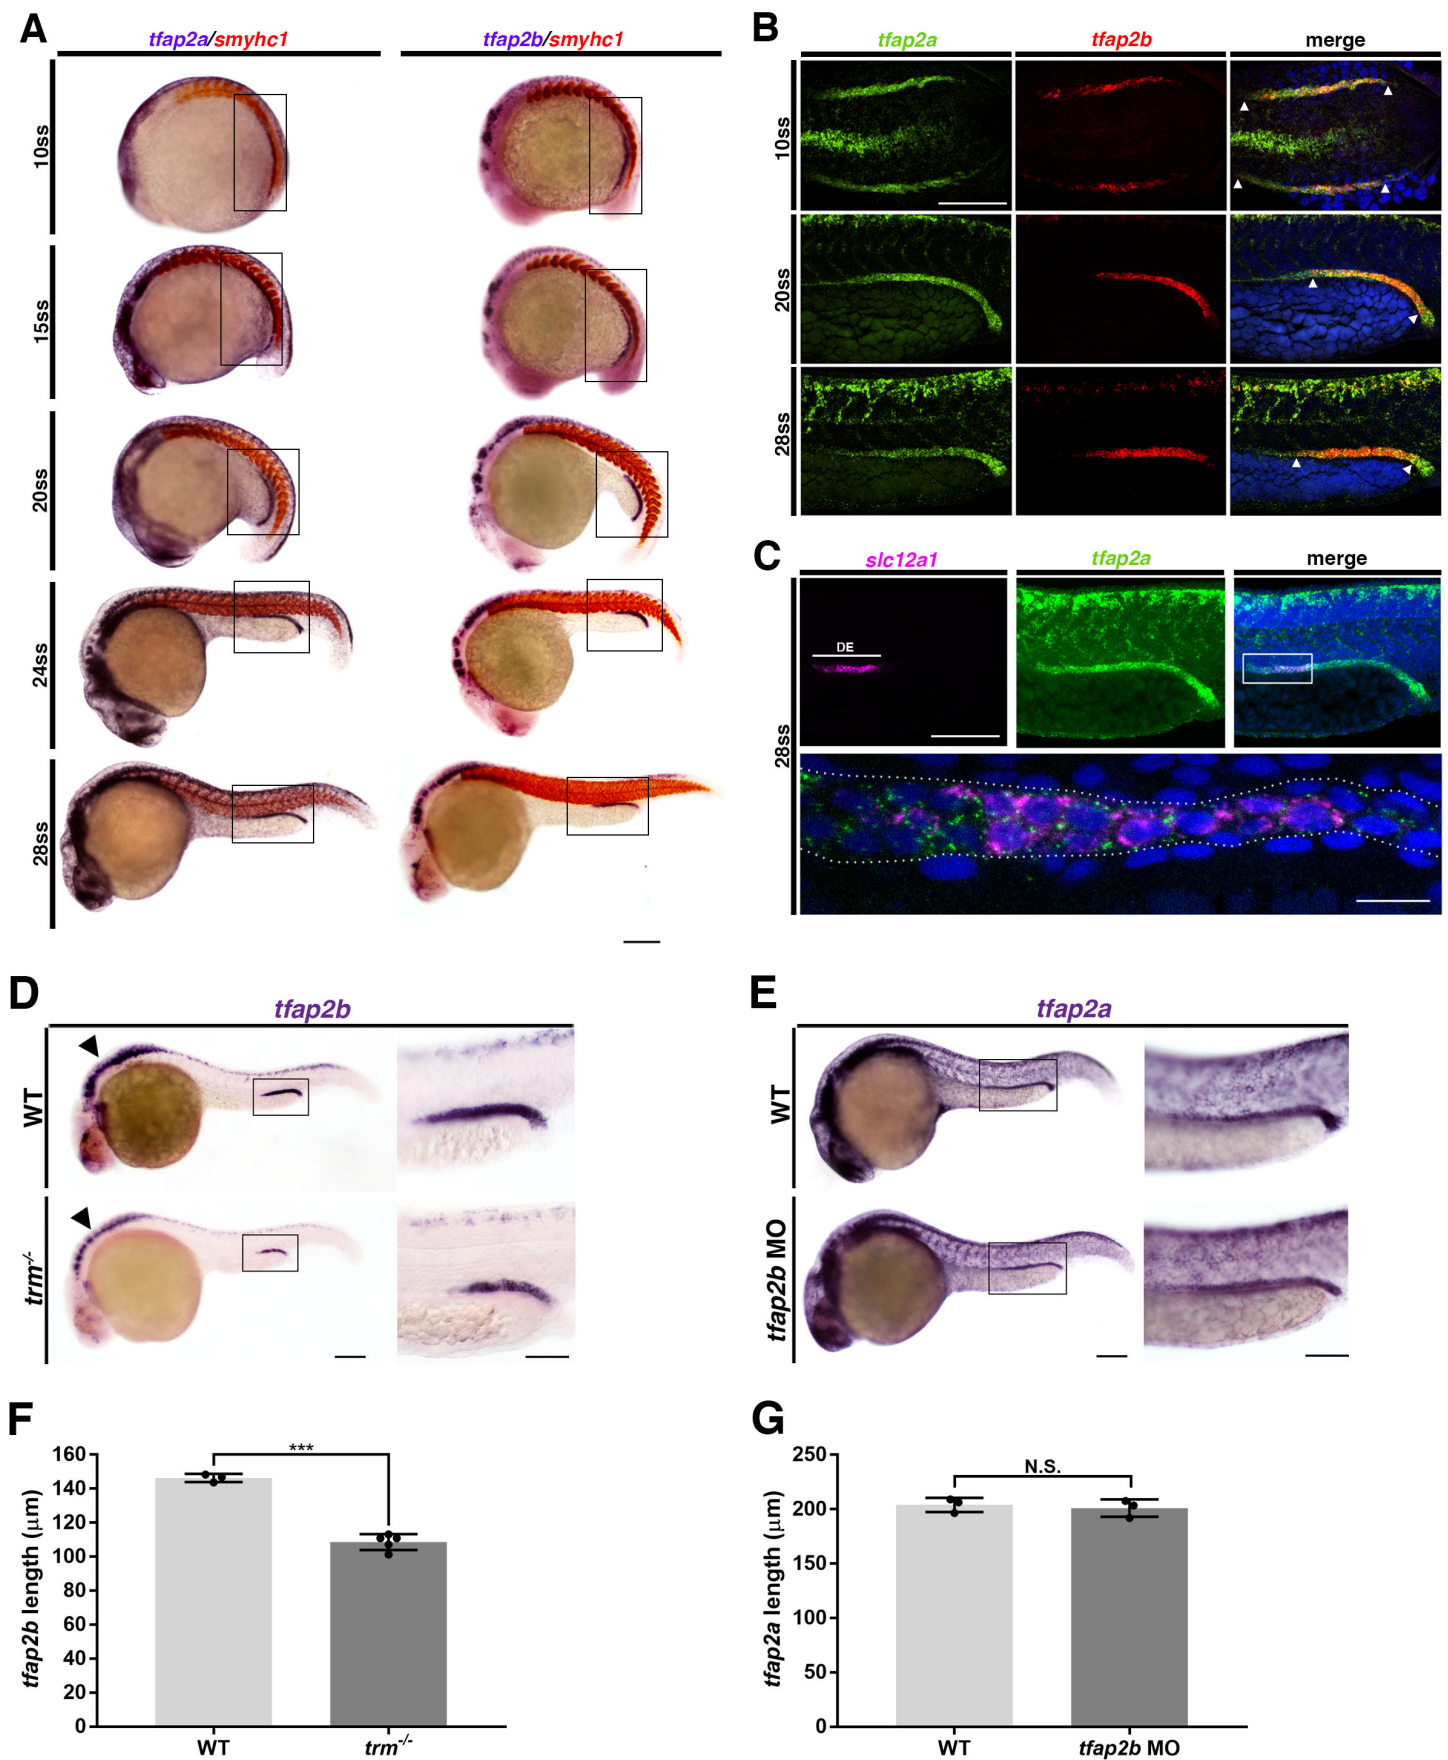 A
tfap2a/smyhc1
tfap2b/smyhc1
10ss
15ss
20ss
24ss
28ss
B
tfap2a
tfap2b
merge
10ss
20ss
28ss
C
slc12a1
tfap2a
merge
DE
28ss
D
tfap2b
WT
trm-/-
E
tfap2a
WT
tfap2b MO
F
160
140
120
100
80
60
40
20
0
tfap2b length (μm)
***
WT
trm-/-
G
250
200
150
100
50
0
tfap2a length (μm)
N.S.
WT
tfap2b MO